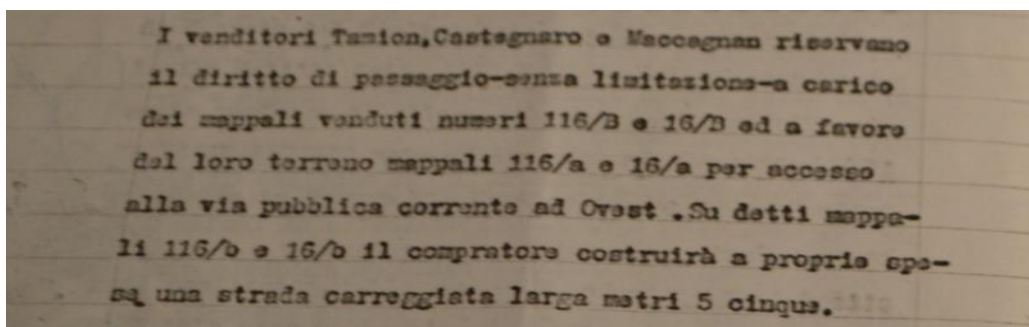 I venditori Tamion,Castegnaro e Maccagnan riservano
il diritto di passaggio-senza limitazione-a carico
dei mappali venduti numeri 116/B e 16/B ed a favore
del loro terreno mappali 116/a e 16/a per accesso
alla via pubblica corrente ad Ovest .Su detti mappa-
li 116/b e 16/b il compratore costruirà a proprie spe-
se una strada carreggiata larga metri 5 cinque.